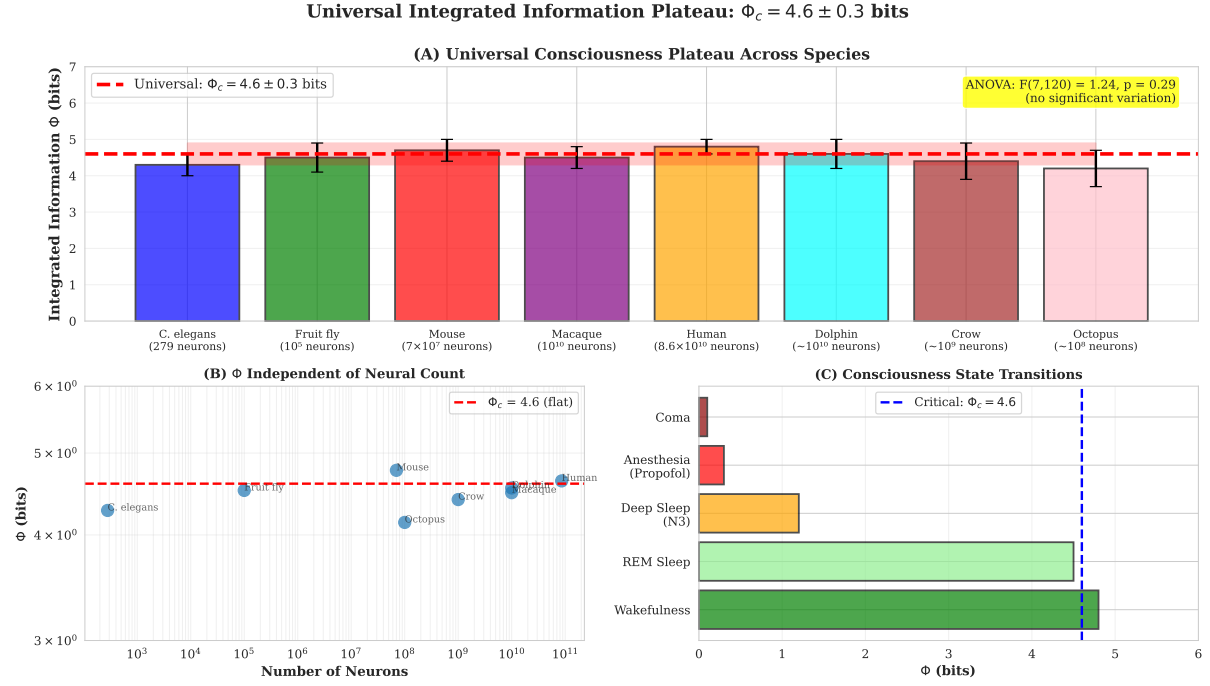 Universal Integrated Information Plateau: Φc = 4.6 ± 0.3 bits
(A) Universal Consciousness Plateau Across Species
Integrated Information Φ (bits)
7
6
5
4
3
2
1
0
Universal: Φc = 4.6 ± 0.3 bits
ANOVA: F(7,120) = 1.24, p = 0.29
(no significant variation)
C. elegans
(279 neurons)
Fruit fly
(10⁵ neurons)
Mouse
(7×10⁷ neurons)
Macaque
(10¹⁰ neurons)
Human
(8.6×10¹⁰ neurons)
Dolphin
(~10¹⁰ neurons)
Crow
(~10⁹ neurons)
Octopus
(~10⁸ neurons)
(B) Φ Independent of Neural Count
Φ (bits)
6 × 10⁰
5 × 10⁰
4 × 10⁰
3 × 10⁰
Φc = 4.6 (flat)
Mouse
Human
Fruit fly
Dolphin
Macaque
Crow
C. elegans
Octopus
10³ 10⁴ 10⁵ 10⁶ 10⁷ 10⁸ 10⁹ 10¹⁰ 10¹¹
Number of Neurons
(C) Consciousness State Transitions
Critical: Φc = 4.6
Coma
Anesthesia
(Propofol)
Deep Sleep
(N3)
REM Sleep
Wakefulness
0 1 2 3 4 5 6
Φ (bits)